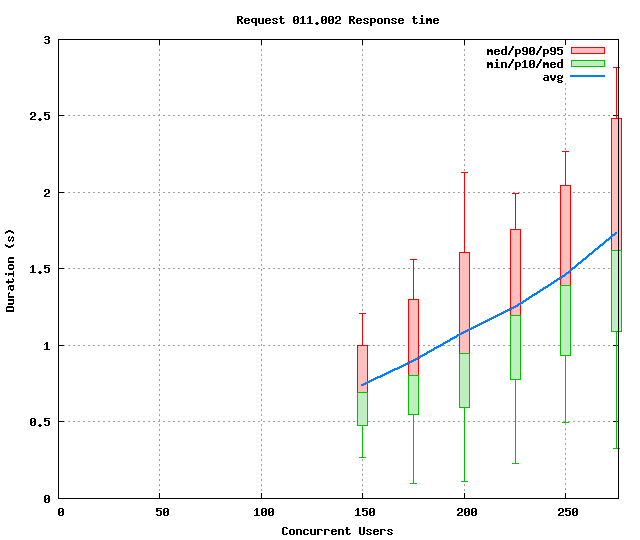 Request 011.002 Response time
med/p90/p95
min/p10/med
avg
3
2.5
2
1.5
1
0.5
0
Duration (s)
0 50 100 150 200 250
Concurrent Users